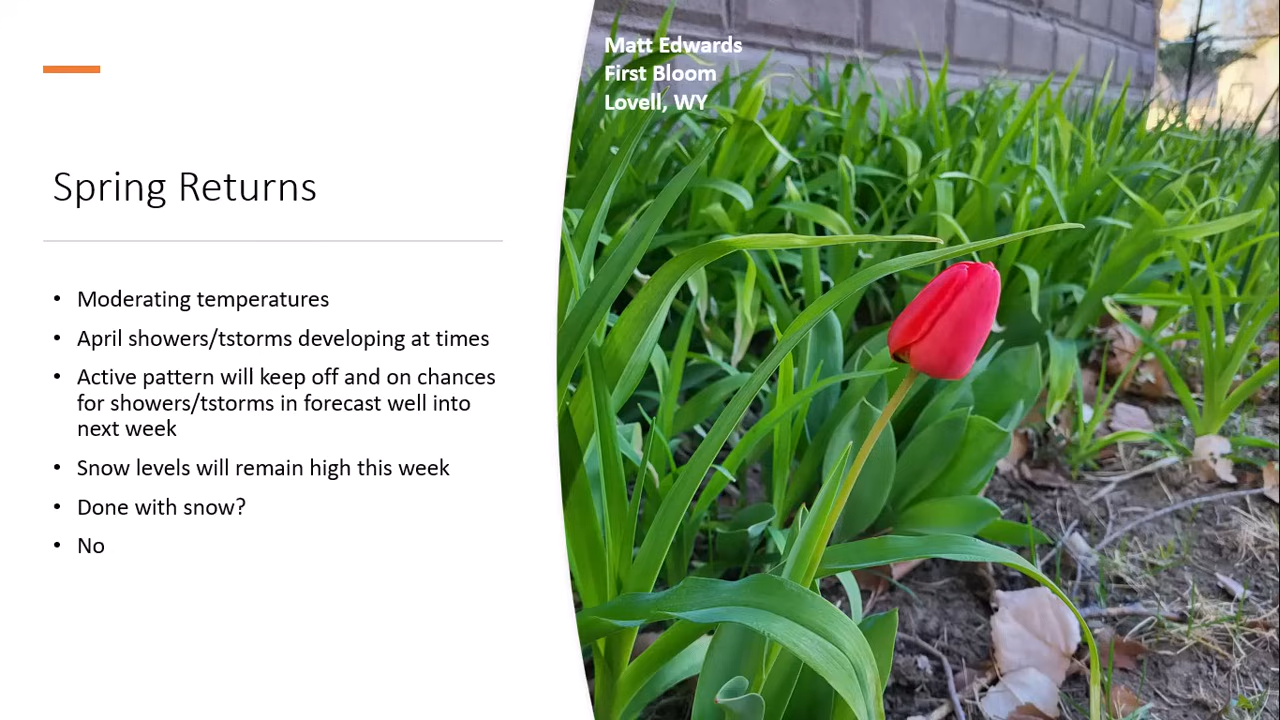 Matt Edwards
First Bloom
Lovell, WY
Spring Returns
• Moderating temperatures
• April showers/tstorms developing at times
• Active pattern will keep off and on chances
for showers/tstorms in forecast well into
next week
• Snow levels will remain high this week
• Done with snow?
• No